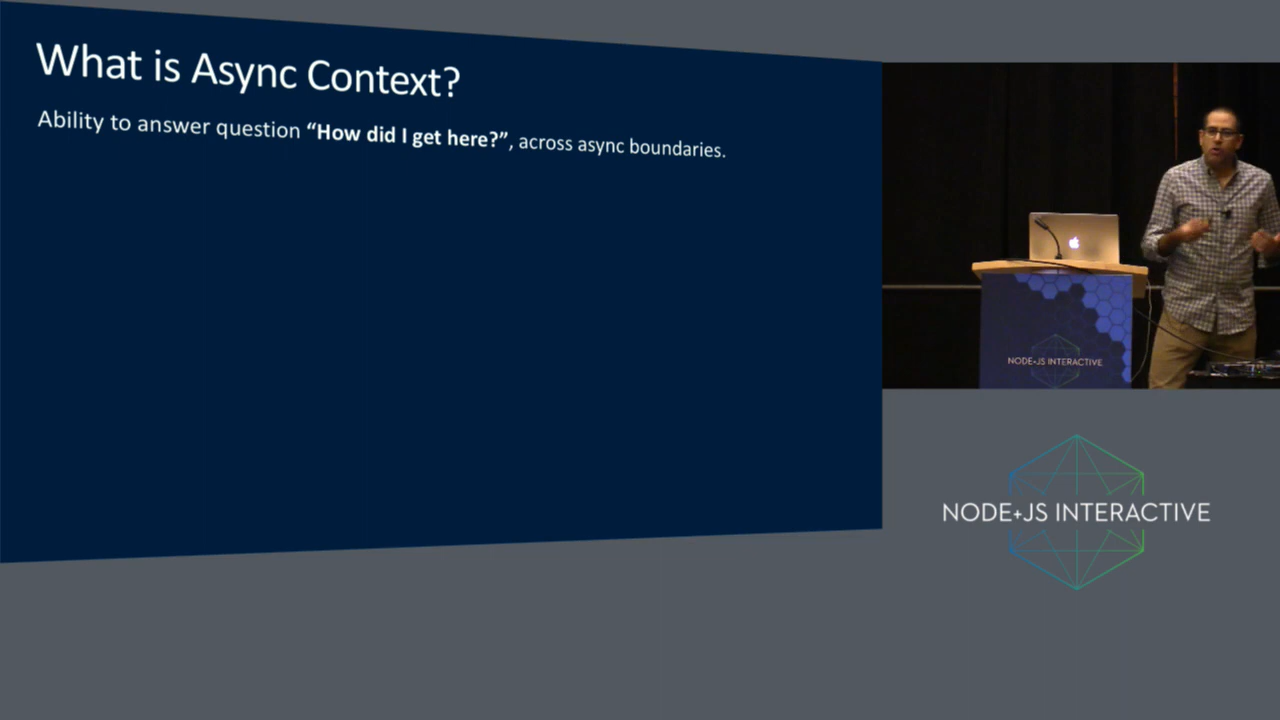 What is Async Context?
Ability to answer question “How did I get here?”, across async boundaries.
NODE+JS INTERACTIVE
NODE+JS INTERACTIVE